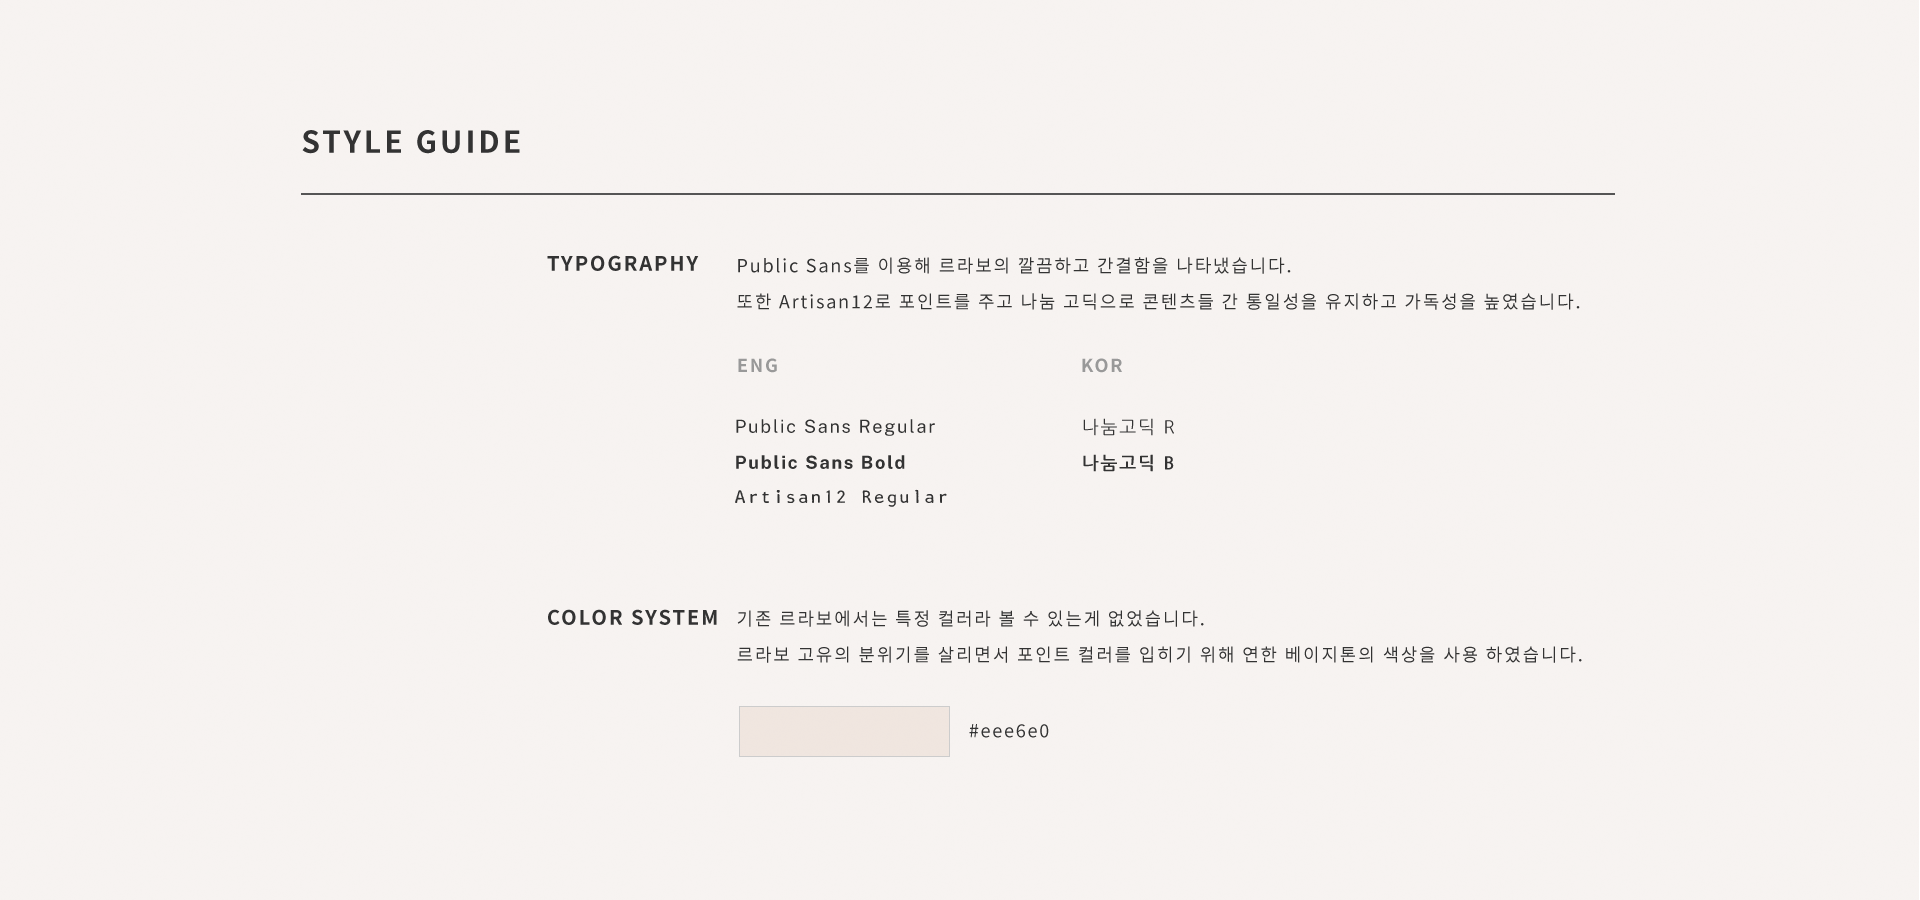 STYLE GUIDE
TYPOGRAPHY
Public Sans를 이용해 르라보의 깔끔하고 간결함을 나타냈습니다.
또한 Artisan12로 포인트를 주고 나눔 고딕으로 콘텐츠들 간 통일성을 유지하고 가독성을 높였습니다.
ENG
Public Sans Regular
Public Sans Bold
Artisan12 Regular
KOR
나눔고딕 R
나눔고딕 B
COLOR SYSTEM
기존 르라보에서는 특정 컬러라 볼 수 있는게 없었습니다.
르라보 고유의 분위기를 살리면서 포인트 컬러를 입히기 위해 연한 베이지톤의 색상을 사용 하였습니다.
#eee6e0